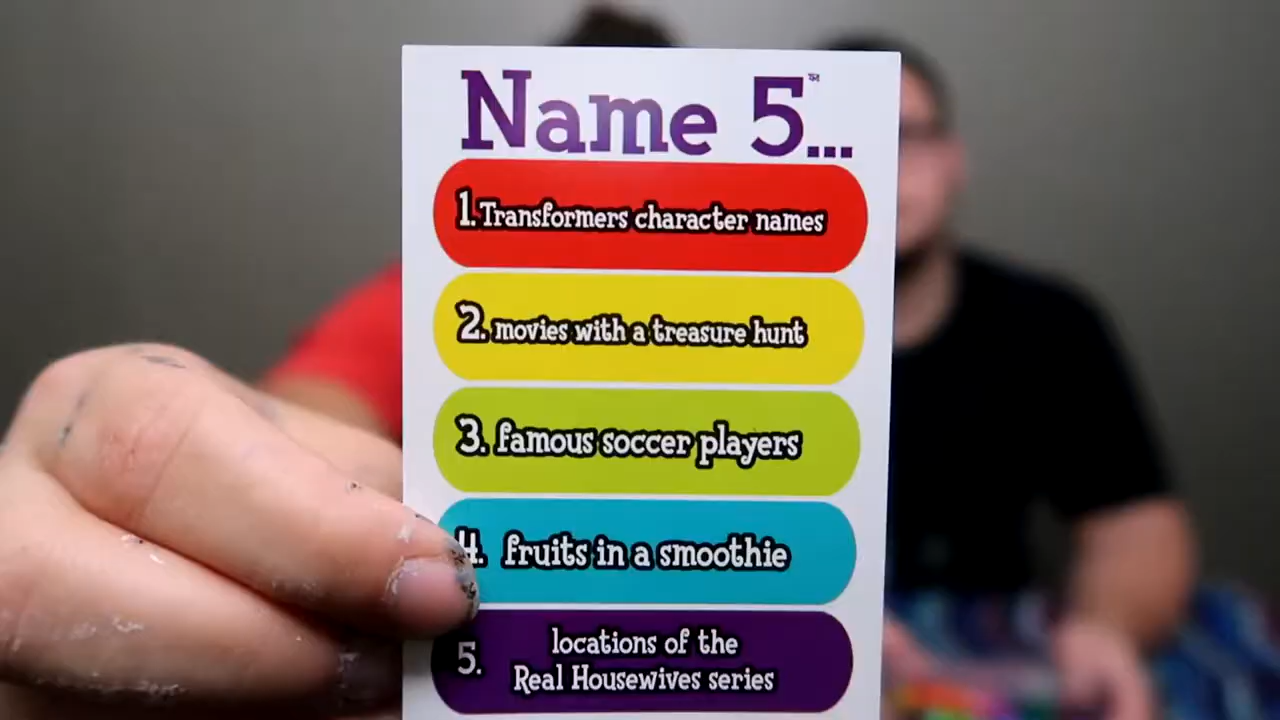 Name 5...™
1. Transformers character names
2. movies with a treasure hunt
3. famous soccer players
4. fruits in a smoothie
5. locations of the
Real Housewives series